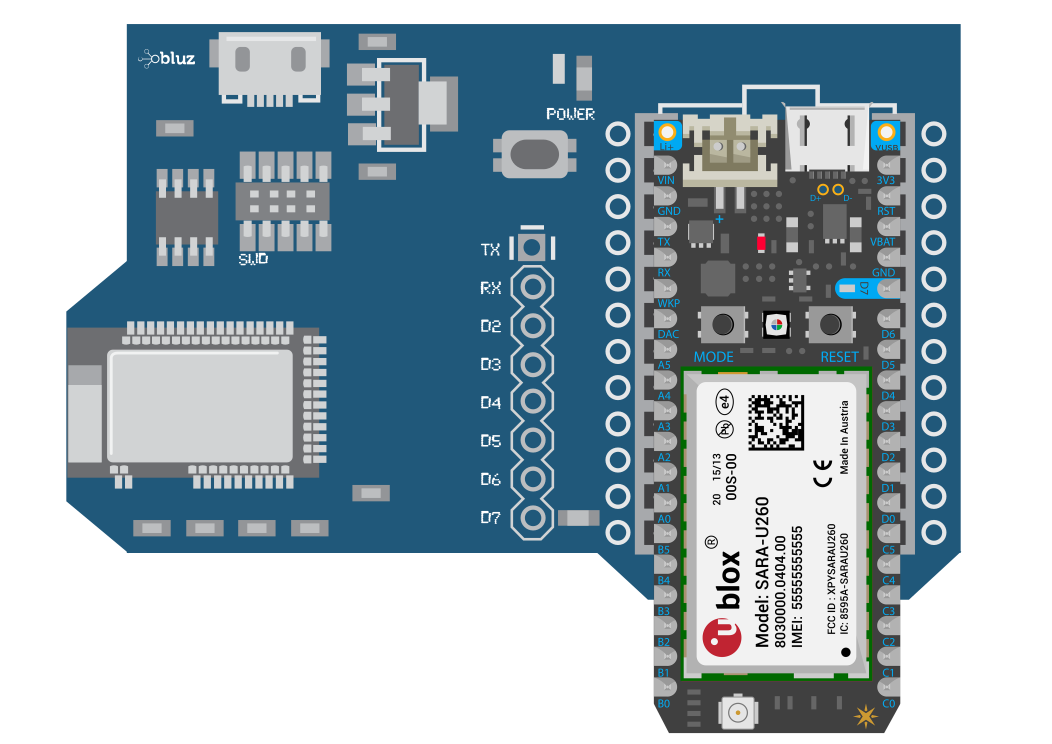 bluz
POWER
SWD
TX
RX
D2
D3
D4
D5
D6
D7
Li+
VIN
GND
TX
RX
WKP
DAC
A5
A4
A3
A2
A1
A0
B5
B4
B3
B2
B1
B0
VUSB
3V3
RST
VBAT
GND
D7
D6
D5
D4
D3
D2
D1
D0
C5
C4
C3
C2
C1
C0
D+ D-
+
MODE
RESET
Pb e4
20 15/13
00S-00
CE
Made In Austria
u blox ®
Model: SARA-U260
8030000.0404.00
IMEI: 55555555555
FCC ID : XPYSARAU260
IC: 8595A-SARAU260